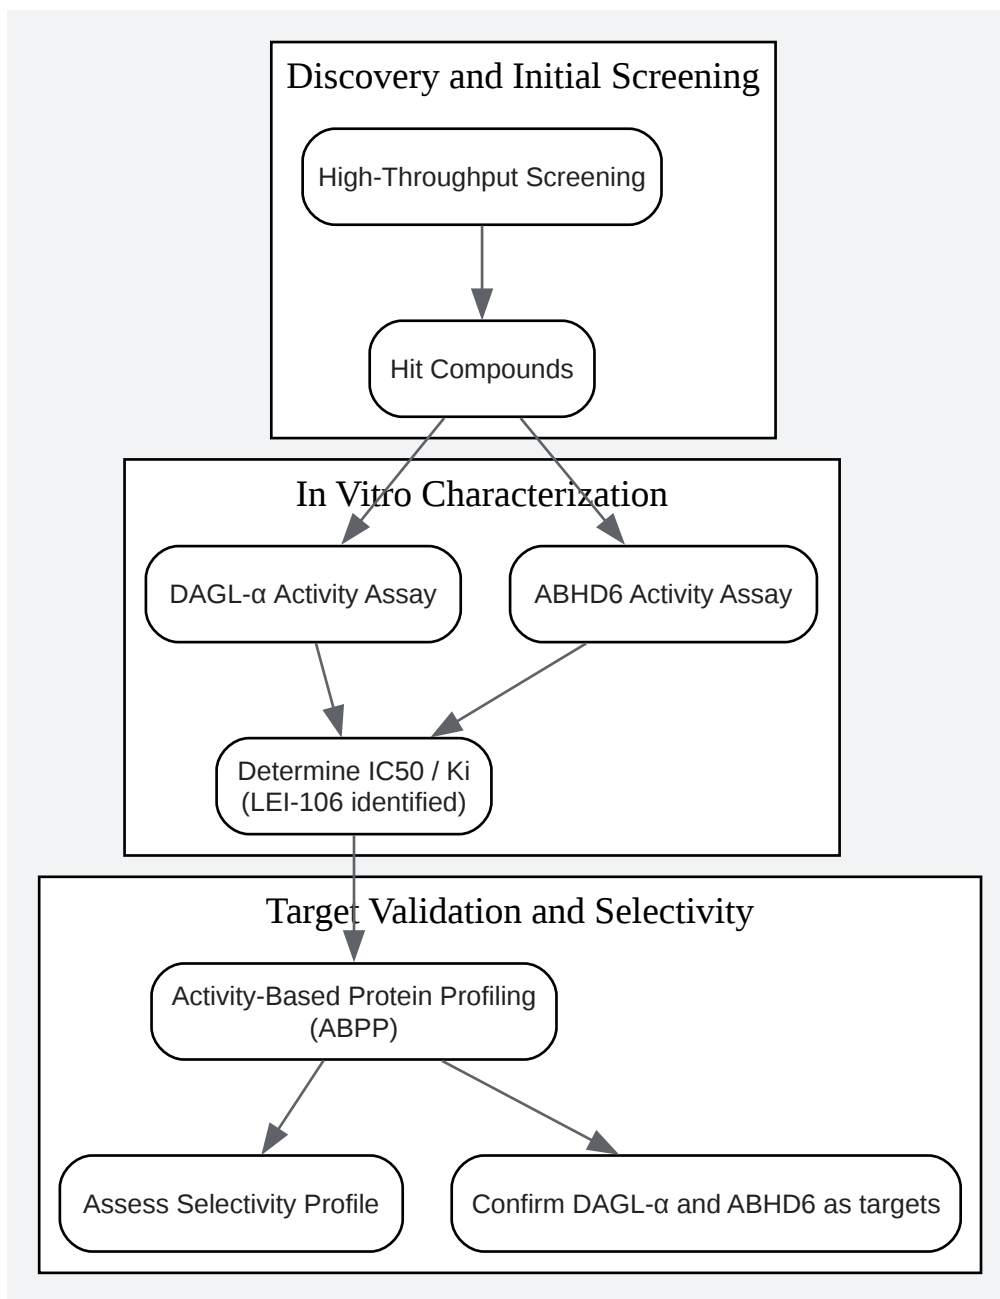 Discovery and Initial Screening
High-Throughput Screening
Hit Compounds
In Vitro Characterization
DAGL-α Activity Assay
ABHD6 Activity Assay
Determine IC50 / Ki
(LEI-106 identified)
Target Validation and Selectivity
Activity-Based Protein Profiling
(ABPP)
Assess Selectivity Profile
Confirm DAGL-α and ABHD6 as targets